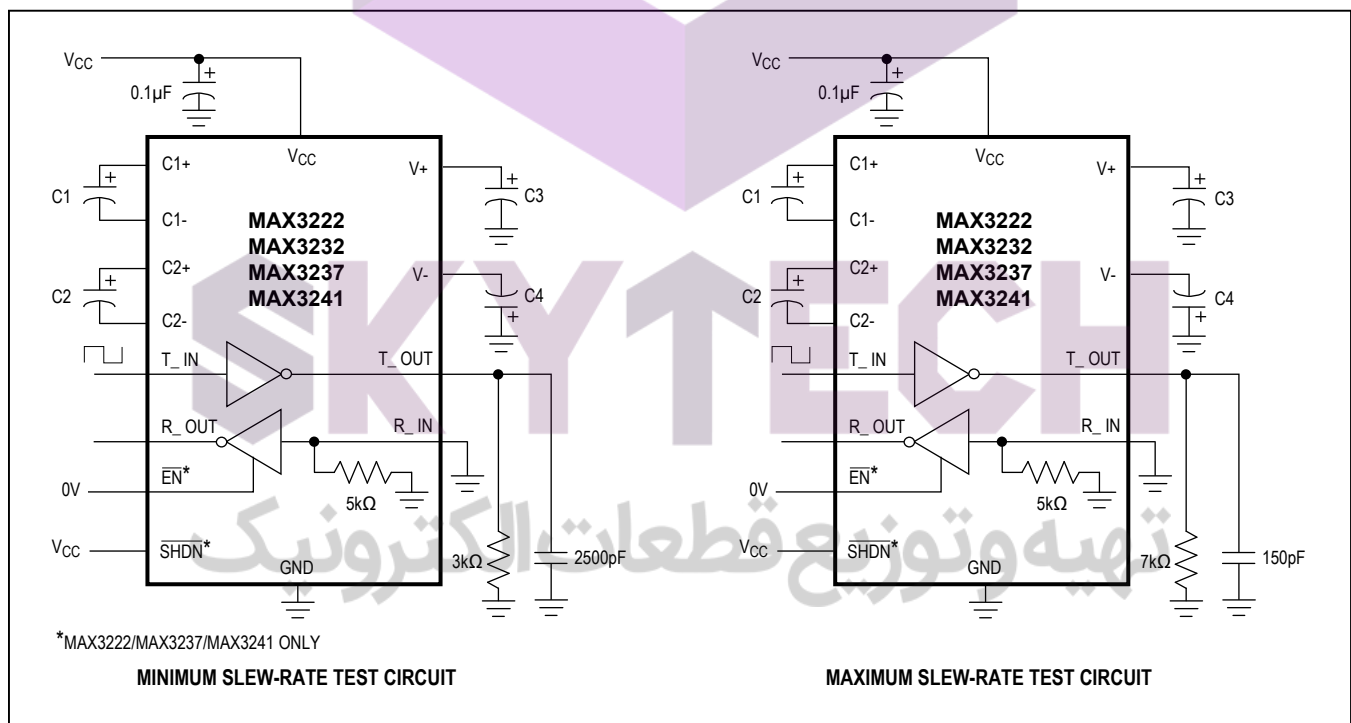 VCC
0.1µF
+
VCC
C1+
V+
C1
+
+
C3
C1-
MAX3222
MAX3232
MAX3237
MAX3241
C2+
V-
C2
+
C4
+
C2-
T_ IN
T_ OUT
R_ OUT
R_ IN
EN*
0V
5kΩ
VCC
SHDN*
GND
3kΩ
2500pF
*MAX3222/MAX3237/MAX3241 ONLY
MINIMUM SLEW-RATE TEST CIRCUIT
VCC
0.1µF
+
VCC
C1+
V+
C1
+
+
C3
C1-
MAX3222
MAX3232
MAX3237
MAX3241
C2+
V-
C2
+
C4
+
C2-
T_ IN
T_ OUT
R_ OUT
R_ IN
EN*
0V
5kΩ
VCC
SHDN*
GND
7kΩ
150pF
MAXIMUM SLEW-RATE TEST CIRCUIT
SKYTECH
تهیه وتوزیع قطعات الکترونیک